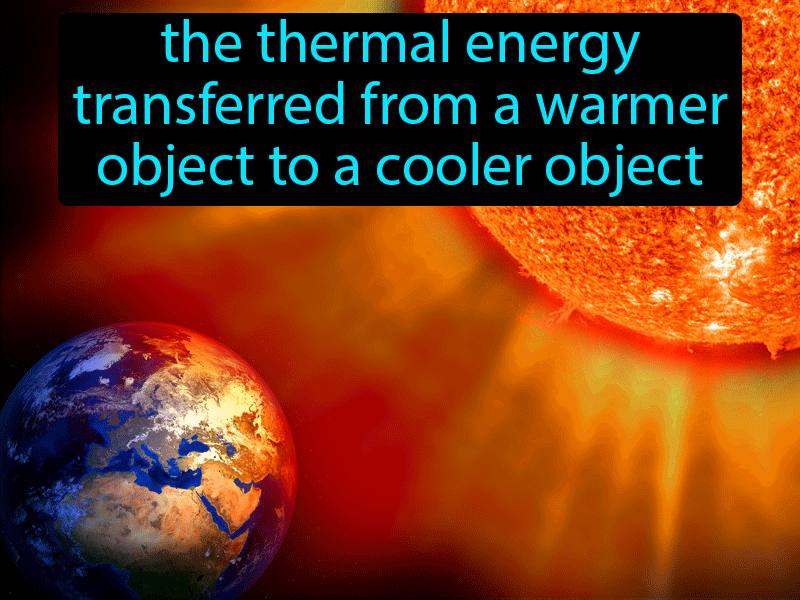 the thermal energy
transferred from a warmer
object to a cooler object